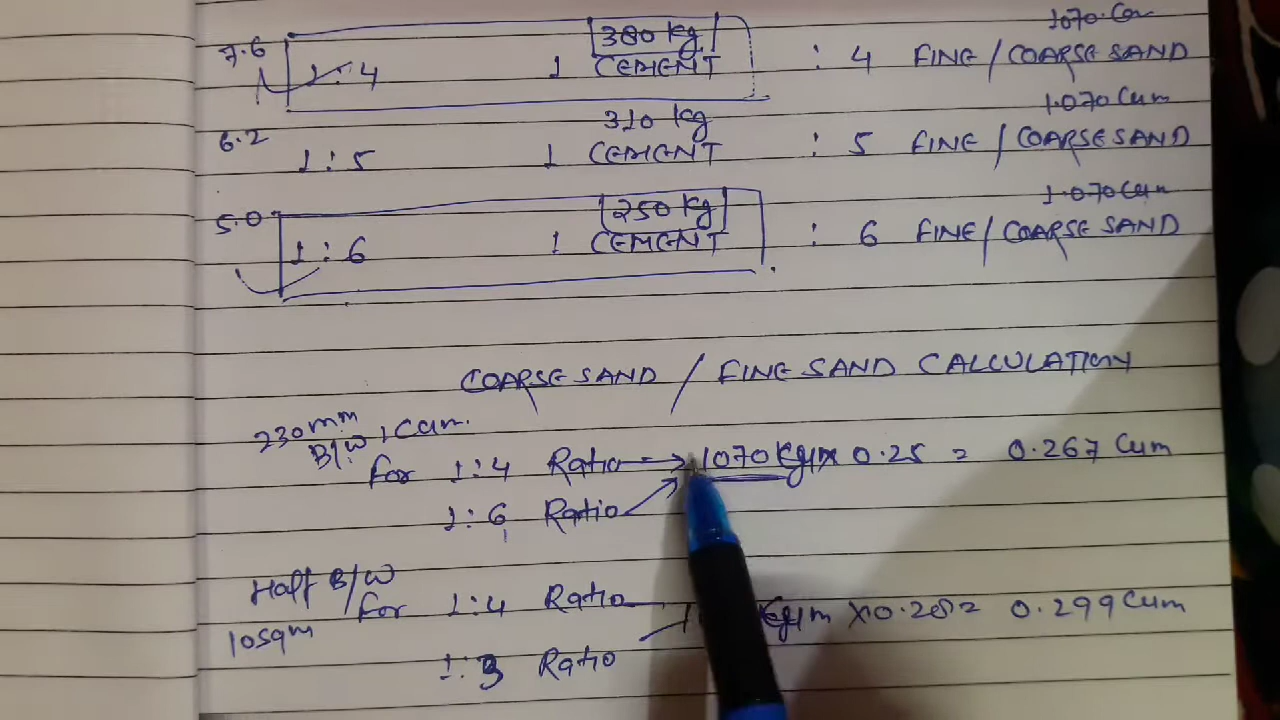 1070 Cum
380 kg
7.6 1:4 1 CEMENT : 4 FINE / COARSE SAND
310 kg 1.070 Cum
6.2 1:5 1 CEMENT : 5 FINE / COARSE SAND
250 kg 1.070 Cum
5.0 1:6 1 CEMENT : 6 FINE / COARSE SAND
COARSE SAND / FINE SAND CALCULATION
230mm B/W 1 Cum.
for 1:4 Ratio → 1070 x 0.25 = 0.267 Cum
1:6 Ratio
Half B/W
for 1:4 Ratio x 0.28 = 0.299 Cum
10sqm
1:3 Ratio